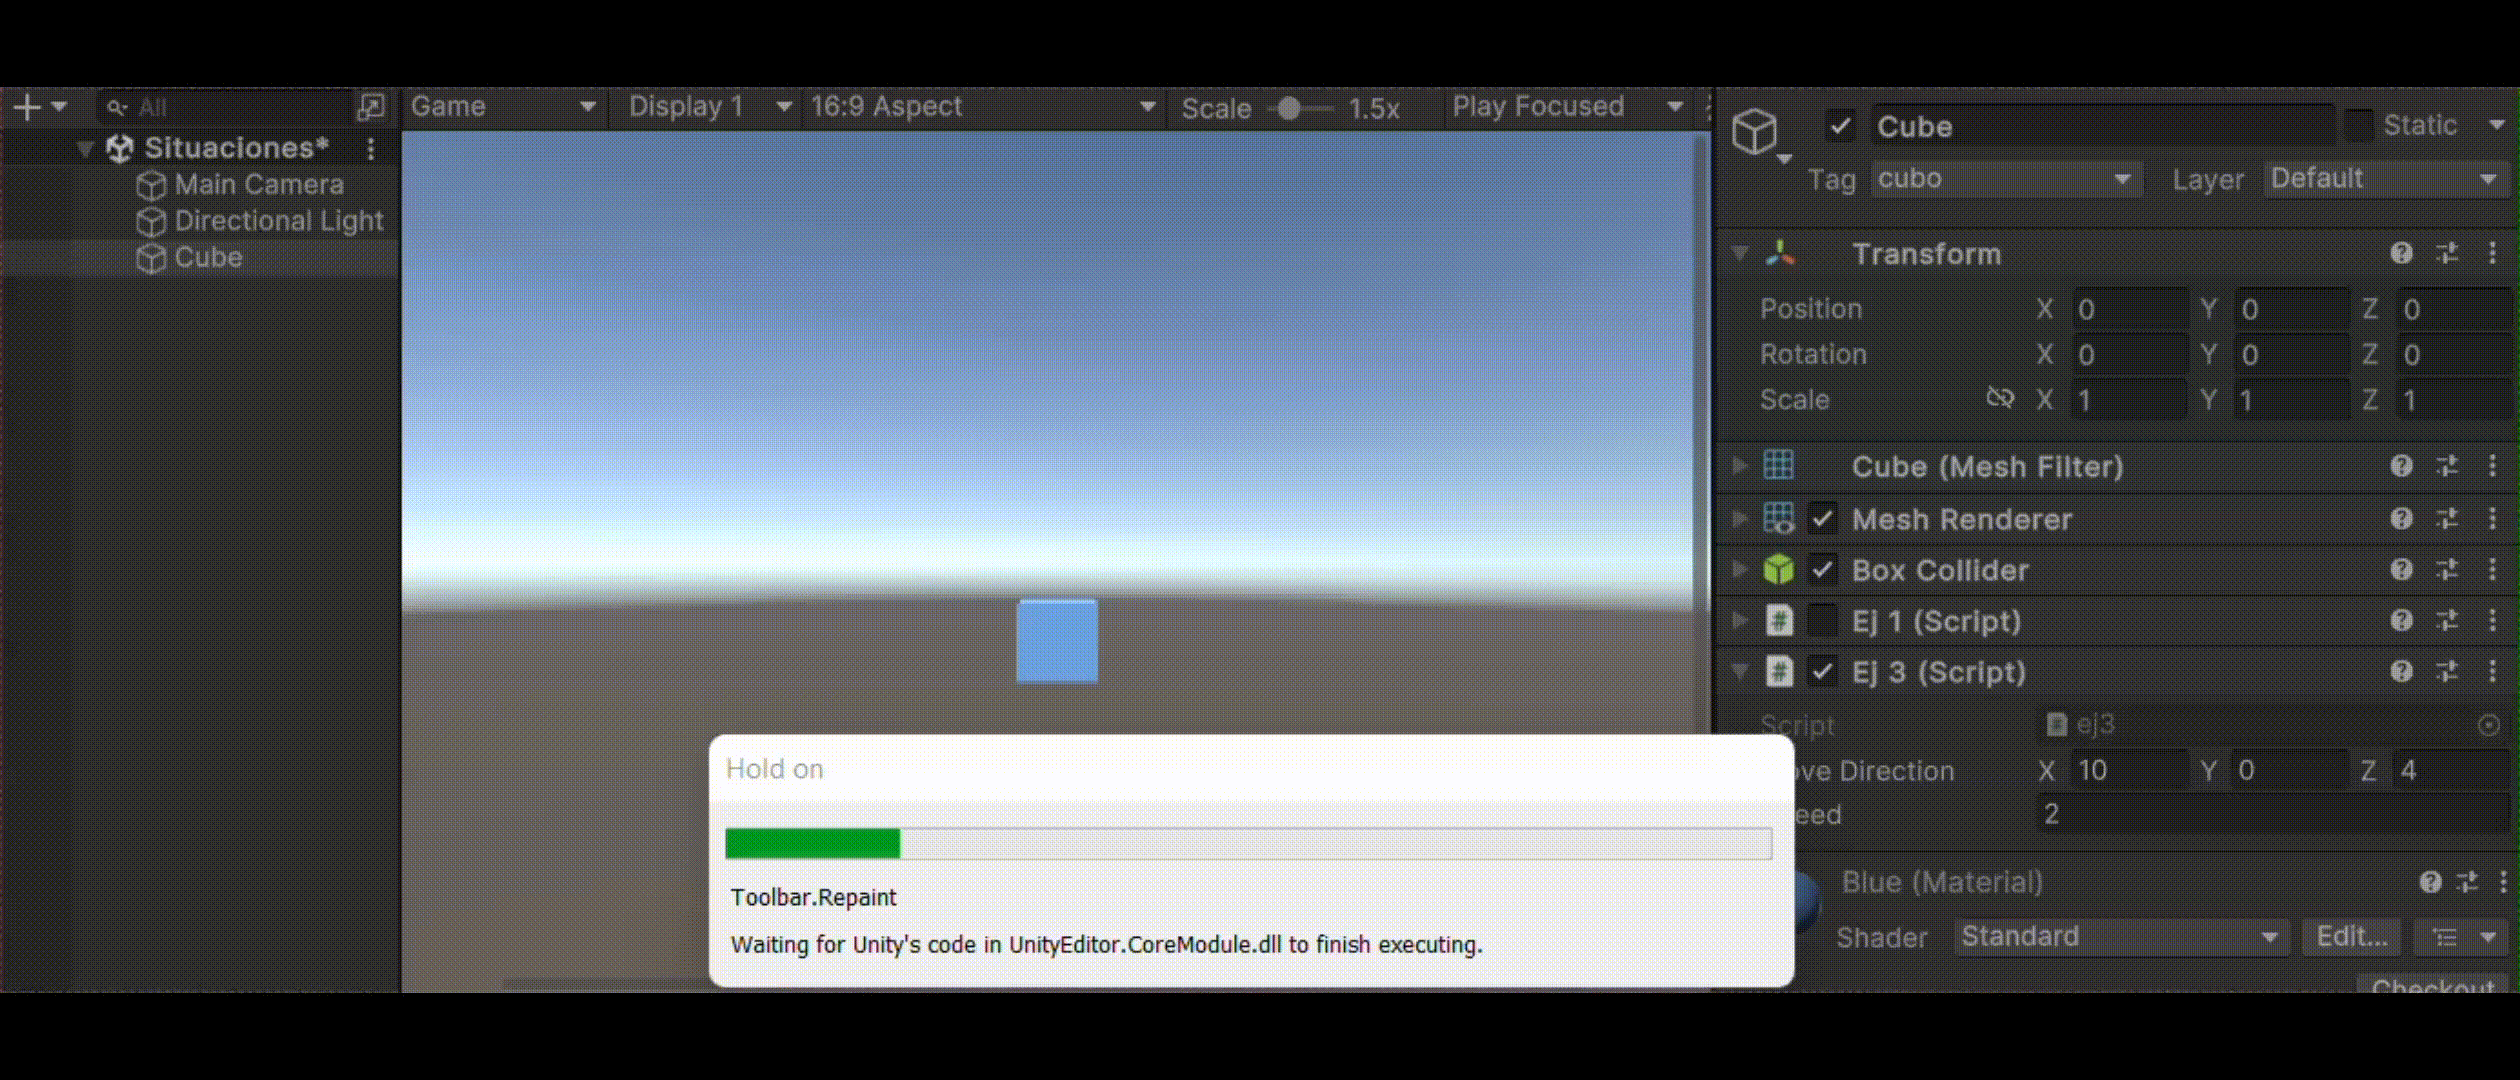 All
Game
Display 1
16:9 Aspect
Scale
1.5x
Play Focused
Situaciones*
Main Camera
Directional Light
Cube
Cube
Static
Tag
cubo
Layer
Default
Transform
Position X 0 Y 0 Z 0
Rotation X 0 Y 0 Z 0
Scale X 1 Y 1 Z 1
Cube (Mesh Filter)
Mesh Renderer
Box Collider
Ej 1 (Script)
#
Ej 3 (Script)
#
Script
ej3
ove Direction X 10 Y 0 Z 4
eed 2
Blue (Material)
Shader
Standard
Edit...
Checkout
Hold on
Toolbar.Repaint
Waiting for Unity's code in UnityEditor.CoreModule.dll to finish executing.